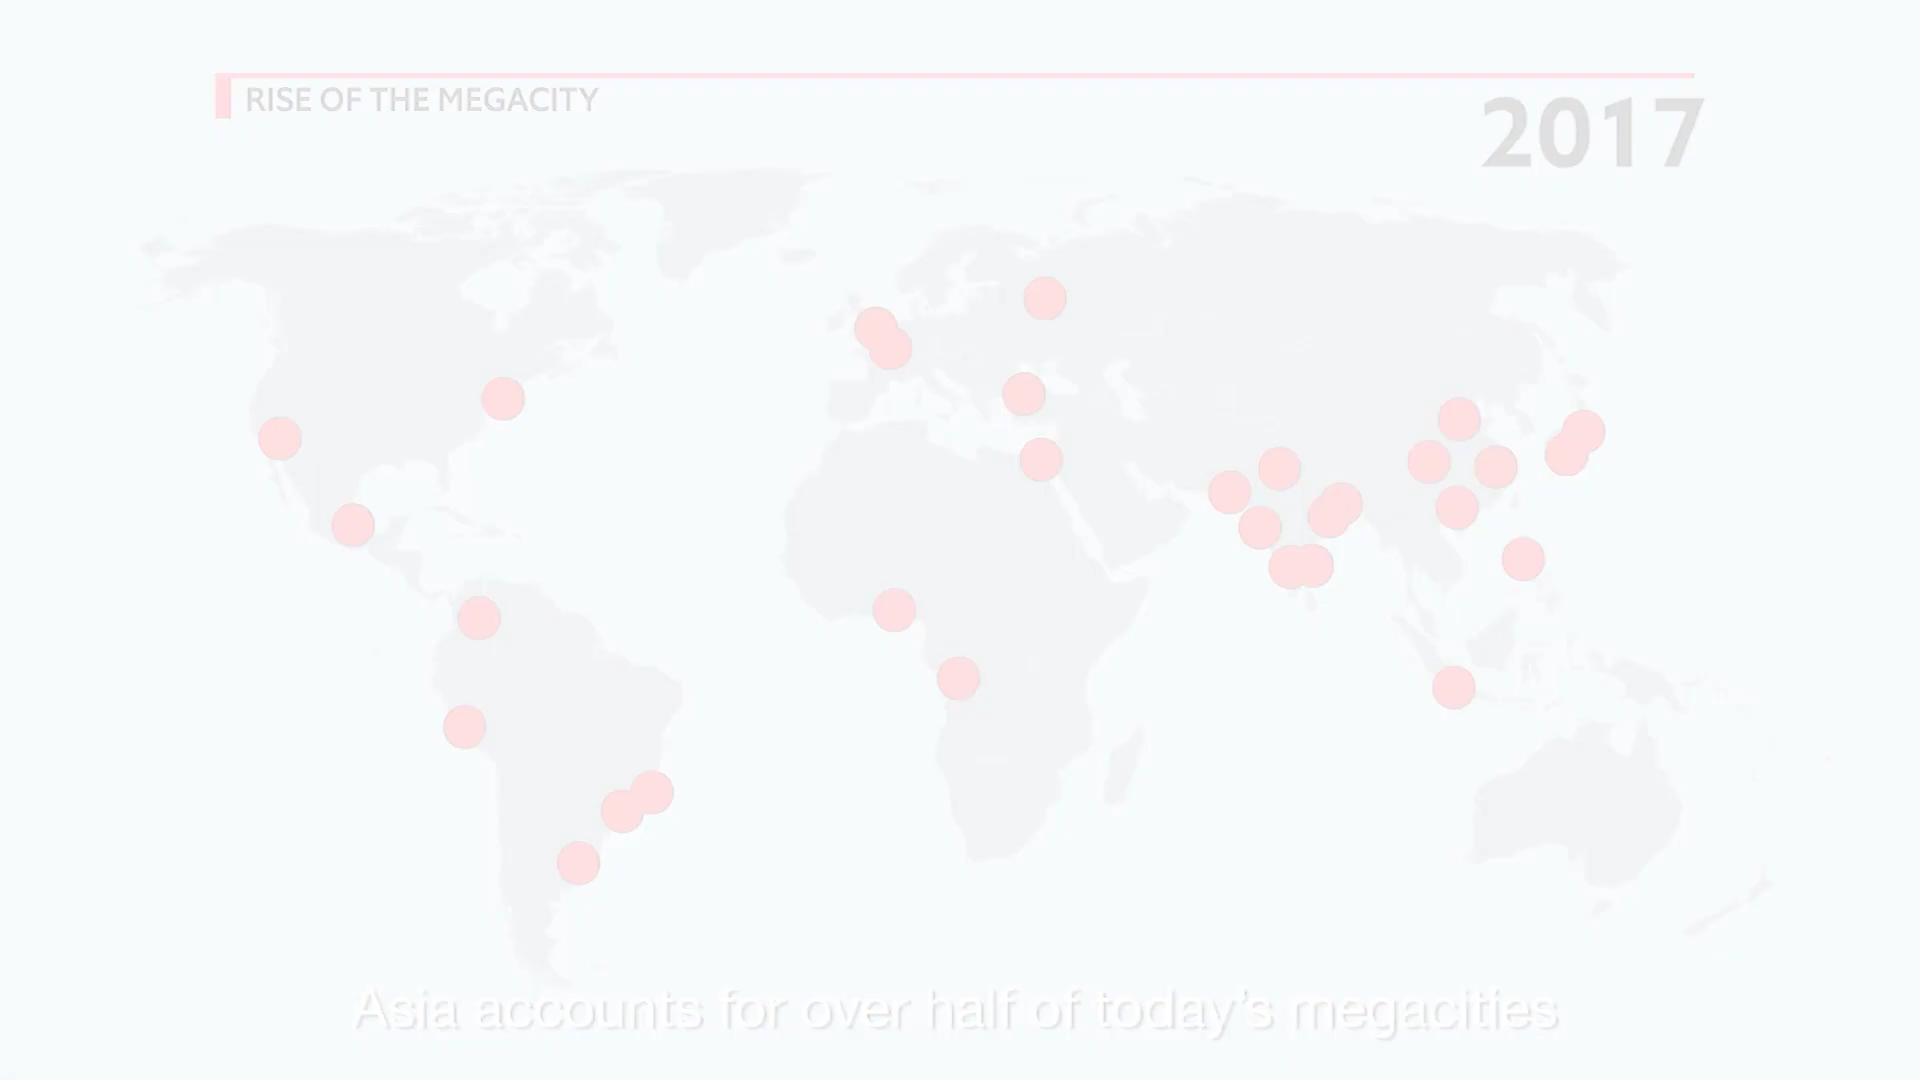 RISE OF THE MEGACITY
2017
Asia accounts for over half of today's megacities